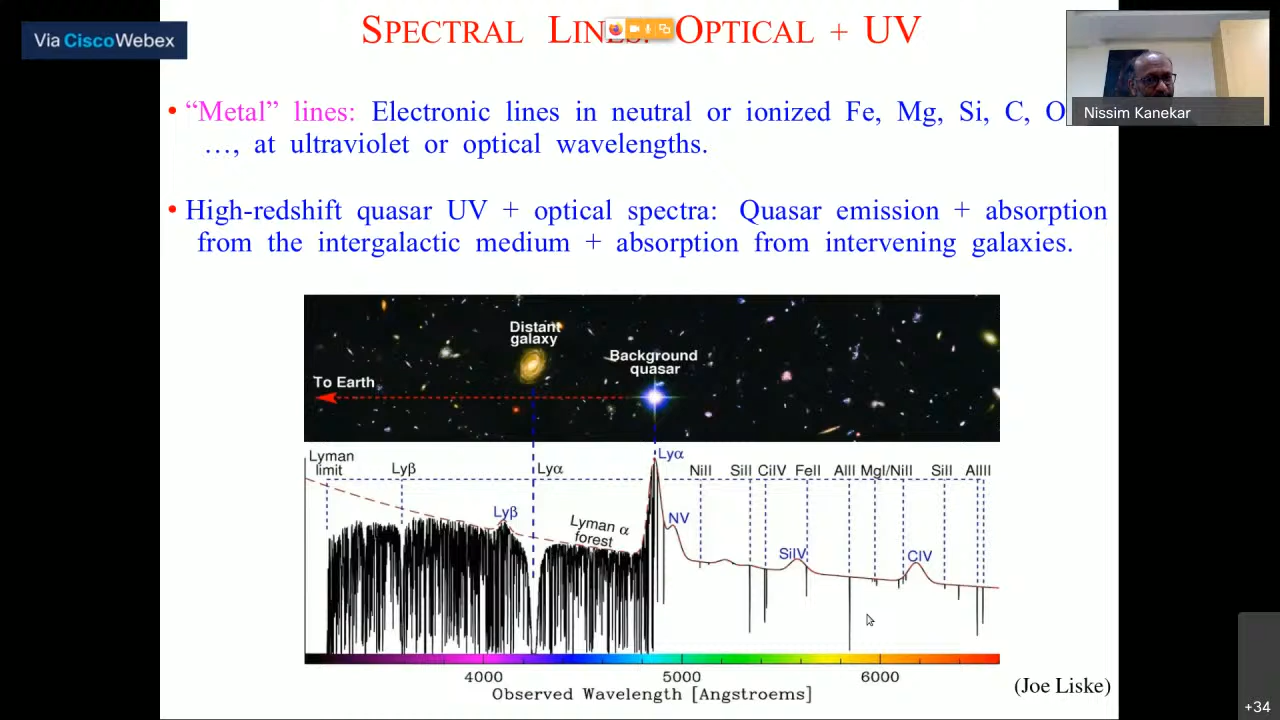 Via Cisco Webex
SPECTRAL LINES: OPTICAL + UV
Nissim Kanekar
• “Metal” lines: Electronic lines in neutral or ionized Fe, Mg, Si, C, O
…, at ultraviolet or optical wavelengths.
• High-redshift quasar UV + optical spectra: Quasar emission + absorption
from the intergalactic medium + absorption from intervening galaxies.
Distant
galaxy
Background
quasar
To Earth
Lyman
limit
Lyβ
Lyα
Lyα
NiII SiII CIV FeII AlII MgI/NiII SiII AlIII
Lyβ
Lyman α
forest
NV
SiIV
CIV
4000 5000 6000
Observed Wavelength [Angstroems]
(Joe Liske)
+34